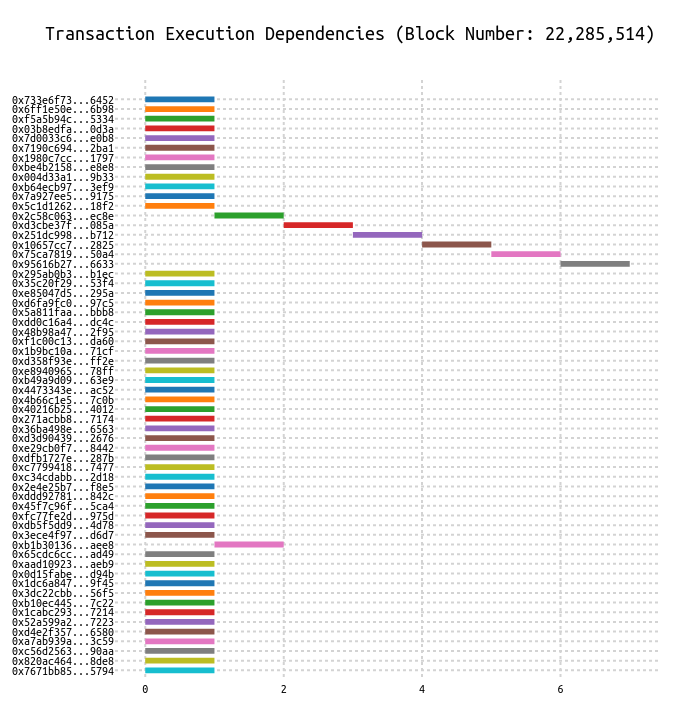 Transaction Execution Dependencies (Block Number: 22,285,514)
0x733e6f73...6452
0x6ff1e50e...6b98
0xf5a5b94c...5334
0x03b8edfa...0d3a
0x7d0033c6...e0b8
0x7190c694...2ba1
0x1980c7cc...1797
0xbe4b2158...e8e8
0x004d33a1...9b33
0xb64ecb97...3ef9
0x7a927ee5...9175
0x5c1d1262...18f2
0x2c58c063...ec8e
0xd3cbe37f...085a
0x251dc998...b712
0x10657cc7...2825
0x75ca7819...50a4
0x95616b27...6633
0x295ab0b3...b1ec
0x35c20f29...53f4
0xe85047d5...295a
0xd6fa9fc0...97c5
0x5a811faa...bbb8
0xdd0c16a4...dc4c
0x48b98a47...2f95
0xf1c00c13...da60
0x1b9bc10a...71cf
0xd358f93e...ff2e
0xe8940965...78ff
0xb49a9d09...63e9
0x4473343e...ac52
0x4b66c1e5...7c0b
0x40216b25...4012
0x271acbb8...7174
0x36ba498e...6563
0xd3d90439...2676
0xe29cb0f7...8442
0xdfb1727e...287b
0xc7799418...7477
0xc34cdabb...2d18
0x2e4e25b7...f8e5
0xddd92781...842c
0x45f7c96f...5ca4
0xfc77fe2d...975d
0xdb5f5dd9...4d78
0x3ece4f97...d6d7
0xb1b30136...aee8
0x65cdc6cc...ad49
0xaad10923...aeb9
0x0d15fabe...d94b
0x1dc6a847...9f45
0x3dc22cbb...56f5
0xb10ec445...7c22
0x1cabc293...7214
0x52a599a2...7223
0xd4e2f357...6580
0xa7ab939a...3c59
0xc56d2563...90aa
0x820ac464...8de8
0x7671bb85...5794
0 2 4 6